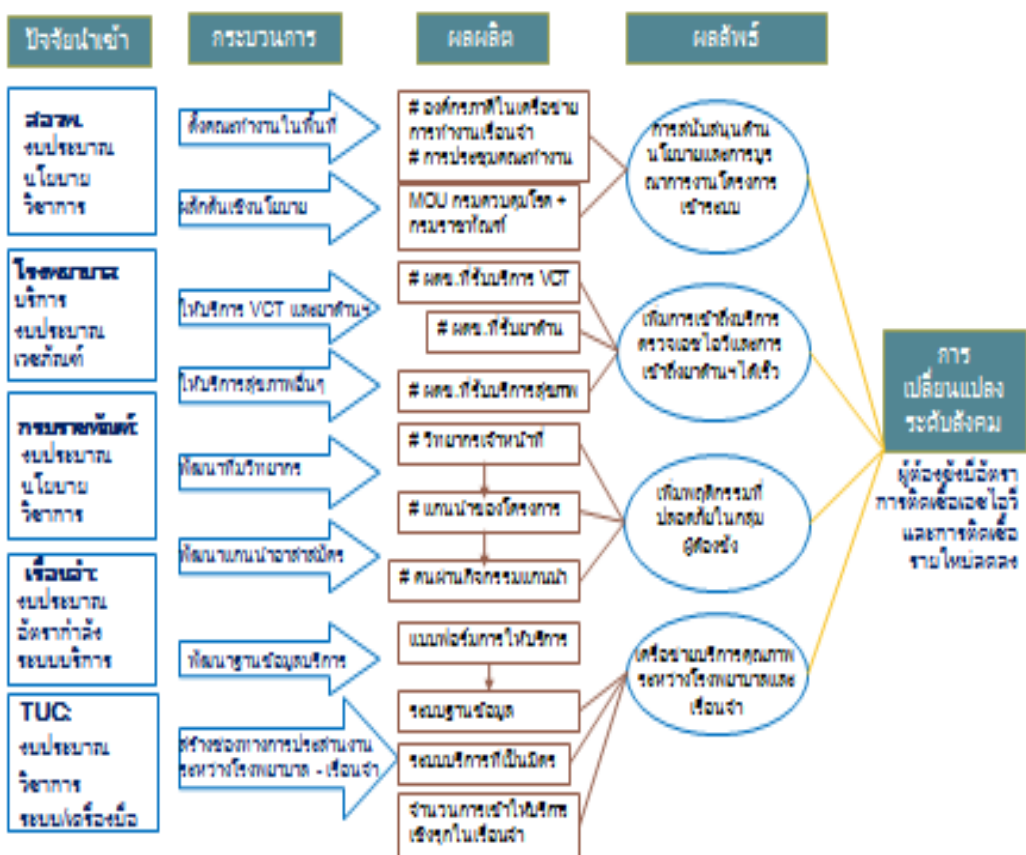 ปัจจัยนำเข้า
กระบวนการ
ผลผลิต
ผลลัพธ์
สอวพ.
งบประมาณ
นโยบาย
วิชาการ
โรงพยาบาล:
บริการ
งบประมาณ
เวชภัณฑ์
กรมราชทัณฑ์:
งบประมาณ
นโยบาย
วิชาการ
เรือนจำ:
งบประมาณ
อัตรากำลัง
ระบบบริการ
TUC:
งบประมาณ
วิชาการ
ระบบ/เครื่องมือ
ตั้งคณะทำงานในพื้นที่
ผลักดันเชิงนโยบาย
ให้บริการ VCT และยาต้านฯ
ให้บริการสุขภาพอื่นๆ
พัฒนาทีมวิทยากร
พัฒนาแกนนำอาสาสมัคร
พัฒนาฐานข้อมูลบริการ
สร้างช่องทางการประสานงาน
ระหว่างโรงพยาบาล - เรือนจำ
# องค์กรภาคีในเครือข่าย
การทำงานเรือนจำ
# การประชุมคณะทำงาน
MOU กรมควบคุมโรค +
กรมราชทัณฑ์
# ผตข.ที่รับบริการ VCT
# ผตข.ที่รับยาต้าน
# ผตข.ที่รับบริการสุขภาพ
# วิทยากรเจ้าหน้าที่
# แกนนำของโครงการ
# คนผ่านกิจกรรมแกนนำ
แบบฟอร์มการให้บริการ
ระบบฐานข้อมูล
ระบบบริการที่เป็นมิตร
จำนวนการเข้าให้บริการ
เชิงรุกในเรือนจำ
การสนับสนุนด้าน
นโยบายและการบูร
ณาการงานโครงการ
เข้าระบบ
เพิ่มการเข้าถึงบริการ
ตรวจเอชไอวีและการ
เข้าถึงยาต้านฯได้เร็ว
เพิ่มพฤติกรรมที่
ปลอดภัยในกลุ่ม
ผู้ต้องขัง
เครือข่ายบริการคุณภาพ
ระหว่างโรงพยาบาลและ
เรือนจำ
การ
เปลี่ยนแปลง
ระดับสังคม
ผู้ต้องขังมีอัตรา
การติดเชื้อเอชไอวี
และการติดเชื้อ
รายใหม่ลดลง